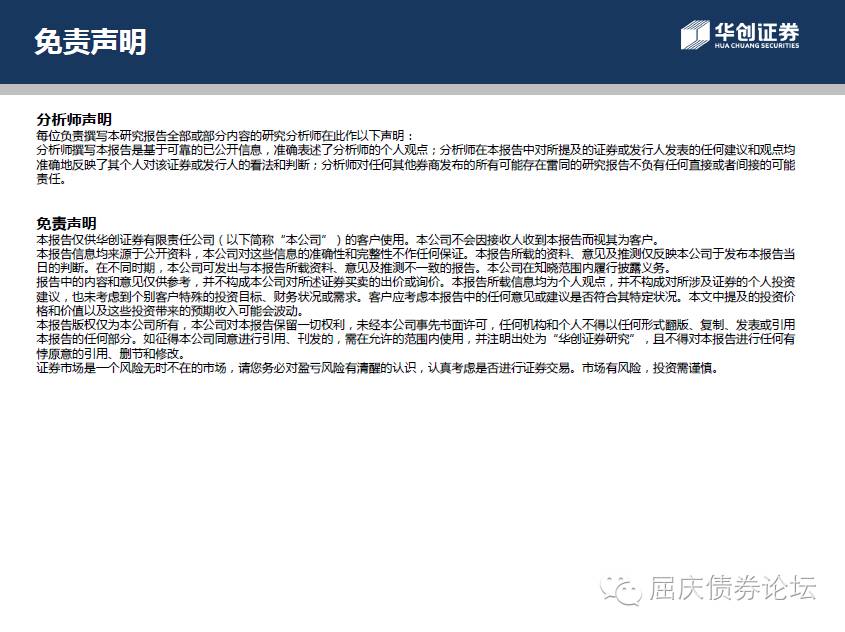 免责声明
华创证券
HUA CHUANG SECURITIES
分析师声明
每位负责撰写本研究报告全部或部分内容的研究分析师在此作以下声明：
分析师撰写本报告是基于可靠的已公开信息，准确表述了分析师的个人观点；分析师在本报告中对所提及的证券或发行人发表的任何建议和观点均
准确地反映了其个人对该证券或发行人的看法和判断；分析师对任何其他券商发布的所有可能存在雷同的研究报告不负有任何直接或者间接的可能
责任。
免责声明
本报告仅供华创证券有限责任公司（以下简称“本公司”）的客户使用。本公司不会因接收人收到本报告而视其为客户。
本报告信息均来源于公开资料，本公司对这些信息的准确性和完整性不作任何保证。本报告所载的资料、意见及推测仅反映本公司于发布本报告当
日的判断。在不同时期，本公司可发出与本报告所载资料、意见及推测不一致的报告。本公司在知晓范围内履行披露义务。
报告中的内容和意见仅供参考，并不构成本公司对所述证券买卖的出价或询价。本报告所载信息均为个人观点，并不构成对所涉及证券的个人投资
建议，也未考虑到个别客户特殊的投资目标、财务状况或需求。客户应考虑本报告中的任何意见或建议是否符合其特定状况。本文中提及的投资价
格和价值以及这些投资带来的预期收入可能会波动。
本报告版权仅为本公司所有，本公司对本报告保留一切权利，未经本公司事先书面许可，任何机构和个人不得以任何形式翻版、复制、发表或引用
本报告的任何部分。如征得本公司同意进行引用、刊发的，需在允许的范围内使用，并注明出处为“华创证券研究”，且不得对本报告进行任何有
悖原意的引用、删节和修改。
证券市场是一个风险无时不在的市场，请您务必对盈亏风险有清醒的认识，认真考虑是否进行证券交易。市场有风险，投资需谨慎。
屈庆债券论坛